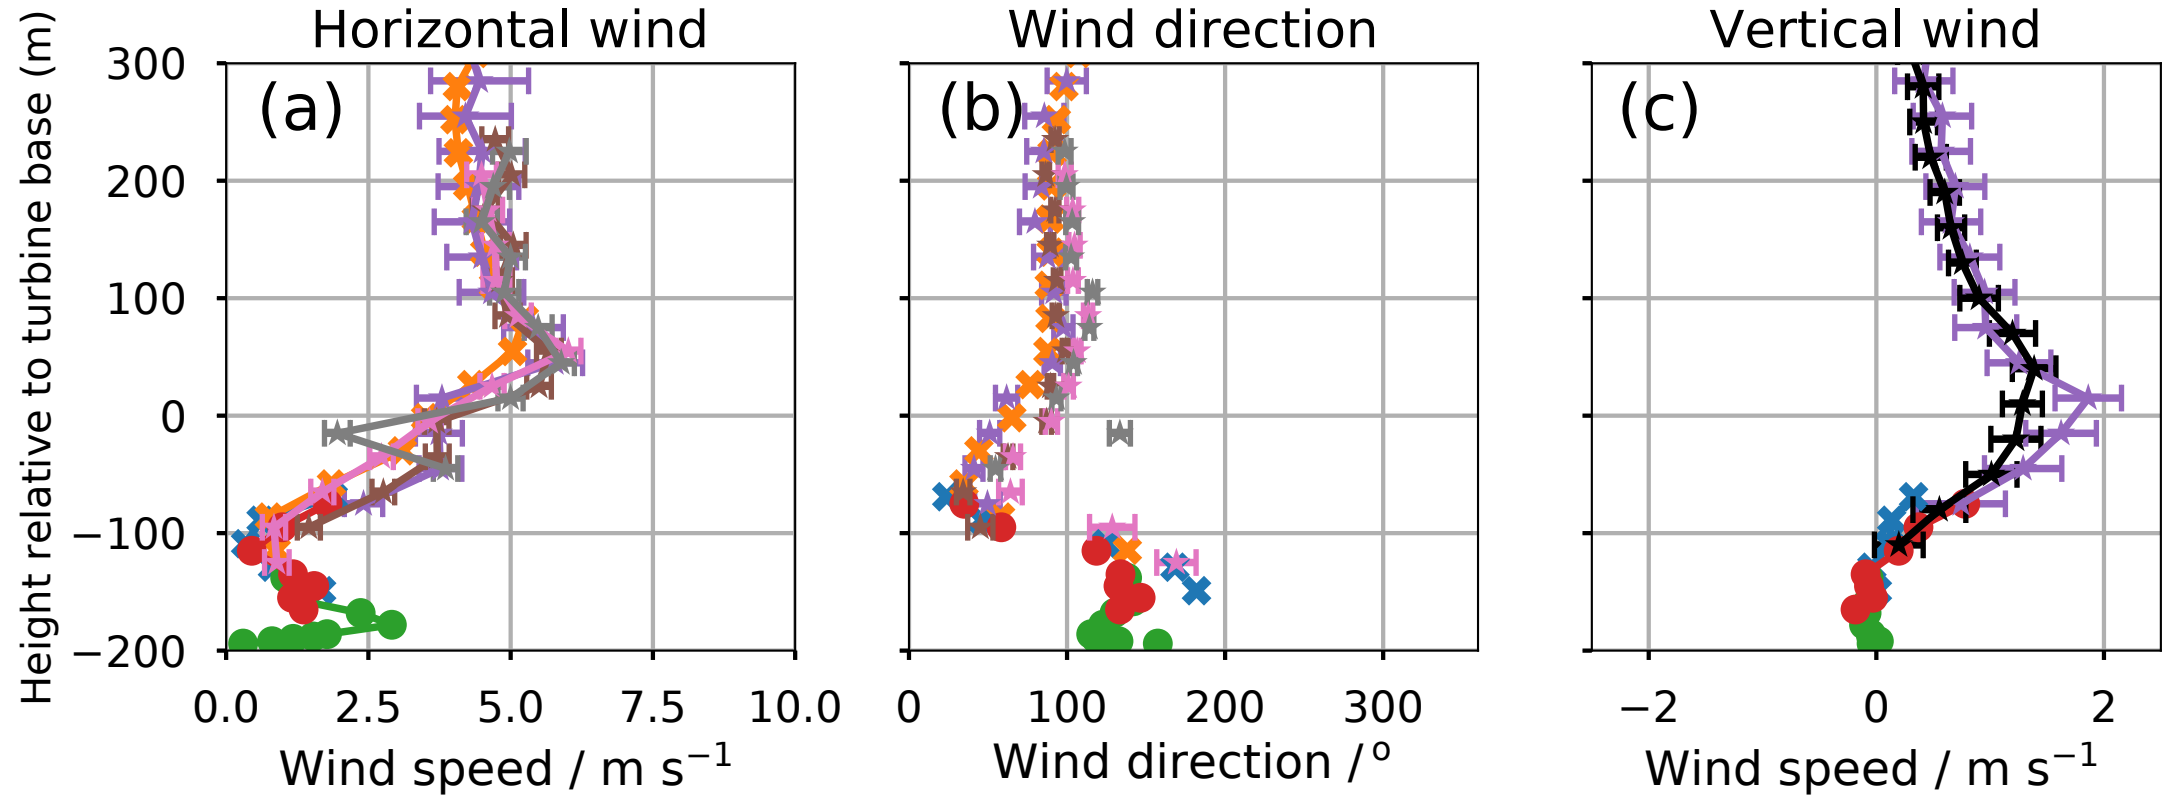 Horizontal wind
Wind direction
Vertical wind
Height relative to turbine base (m)
300
200
100
0
−100
−200
(a)
(b)
(c)
0.0 2.5 5.0 7.5 10.0
0 100 200 300
−2 0 2
Wind speed / m s⁻¹
Wind direction / º
Wind speed / m s⁻¹